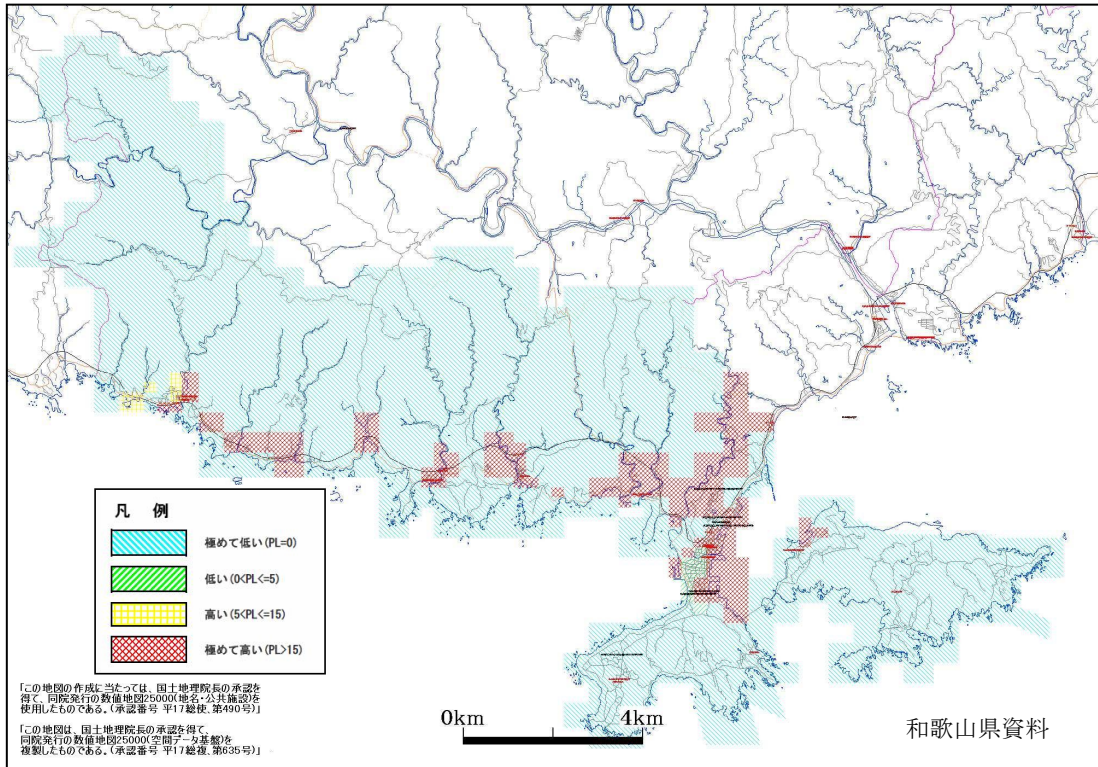 凡 例
極めて低い(PL=0)
低い(0<PL<=5)
高い(5<PL<=15)
極めて高い(PL>15)
「この地図の作成に当たっては、国土地理院長の承認を
得て、同院発行の数値地図25000(地名・公共施設)を
使用したものである。(承認番号 平17総使、第490号)」
「この地図は、国土地理院長の承認を得て、
同院発行の数値地図25000(空間データ基盤)を
複製したものである。(承認番号 平17総複、第635号)」
0km 4km
和歌山県資料